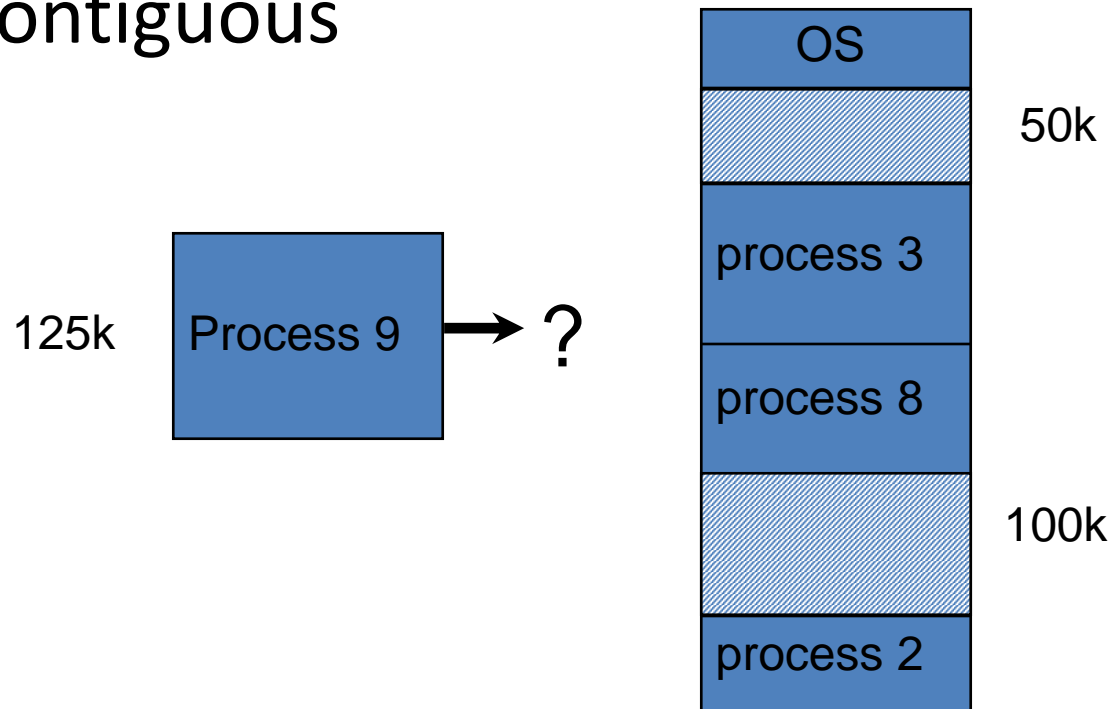 ontiguous
OS
50k
process 3
125k
Process 9
?
process 8
100k
process 2